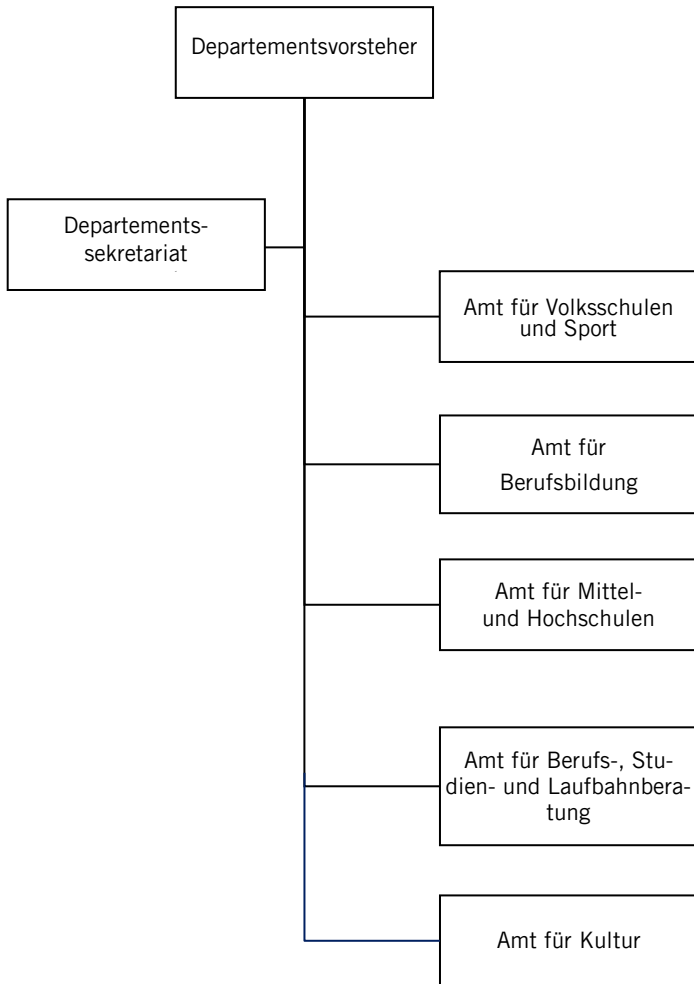 Departementsvorsteher
Departements-
sekretariat
Amt für Volksschulen
und Sport
Amt für
Berufsbildung
Amt für Mittel-
und Hochschulen
Amt für Berufs-, Stu-
dien- und Laufbahnbera-
tung
Amt für Kultur